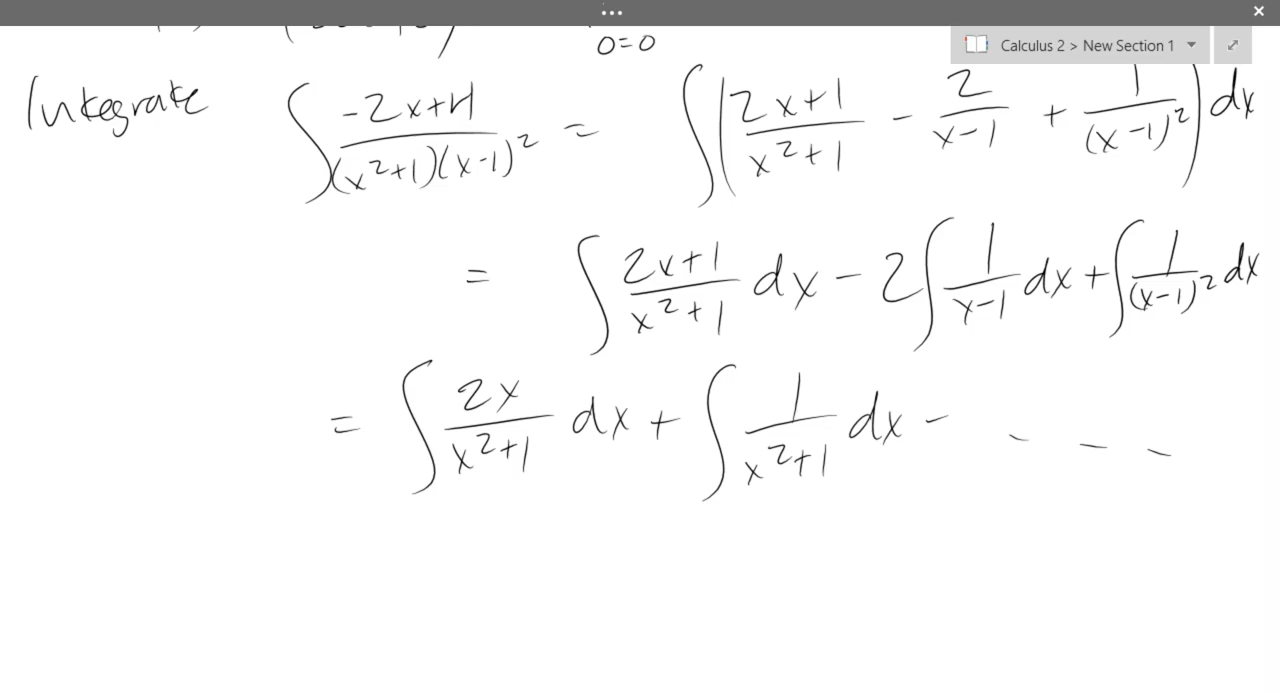 Calculus 2 > New Section 1
0=0
Integrate ∫ (-2x+4)/((x²+1)(x-1)²) = ∫ ((2x+1)/(x²+1) - 2/(x-1) + 1/(x-1)²) dx
= ∫ (2x+1)/(x²+1) dx - 2∫ 1/(x-1) dx + ∫ 1/(x-1)² dx
= ∫ 2x/(x²+1) dx + ∫ 1/(x²+1) dx - - - -